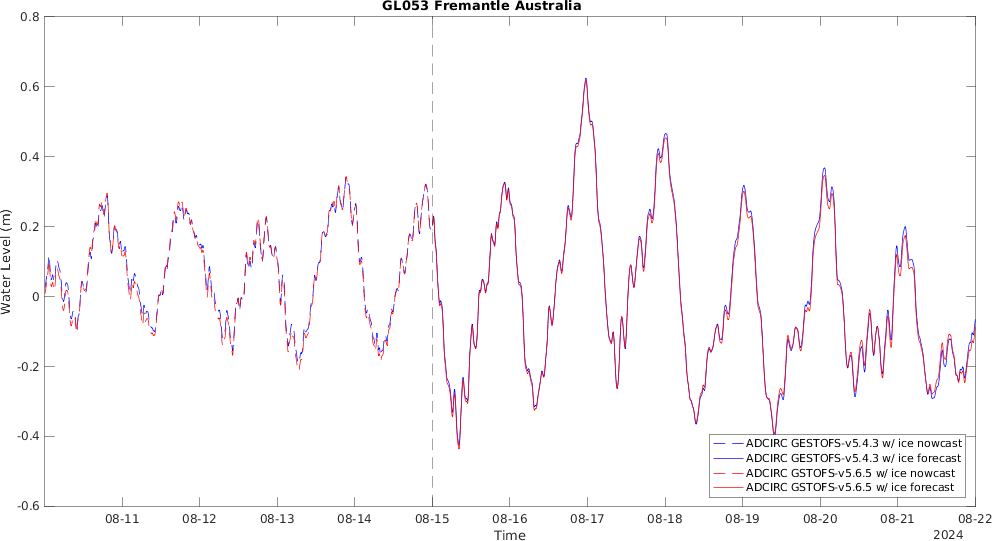 GL053 Fremantle Australia
0.8
0.6
0.4
0.2
0
-0.2
-0.4
-0.6
Water Level (m)
ADCIRC GESTOFS-v5.4.3 w/ ice nowcast
ADCIRC GESTOFS-v5.4.3 w/ ice forecast
ADCIRC GSTOFS-v5.6.5 w/ ice nowcast
ADCIRC GSTOFS-v5.6.5 w/ ice forecast
08-11 08-12 08-13 08-14 08-15 08-16 08-17 08-18 08-19 08-20 08-21 08-22
Time
2024